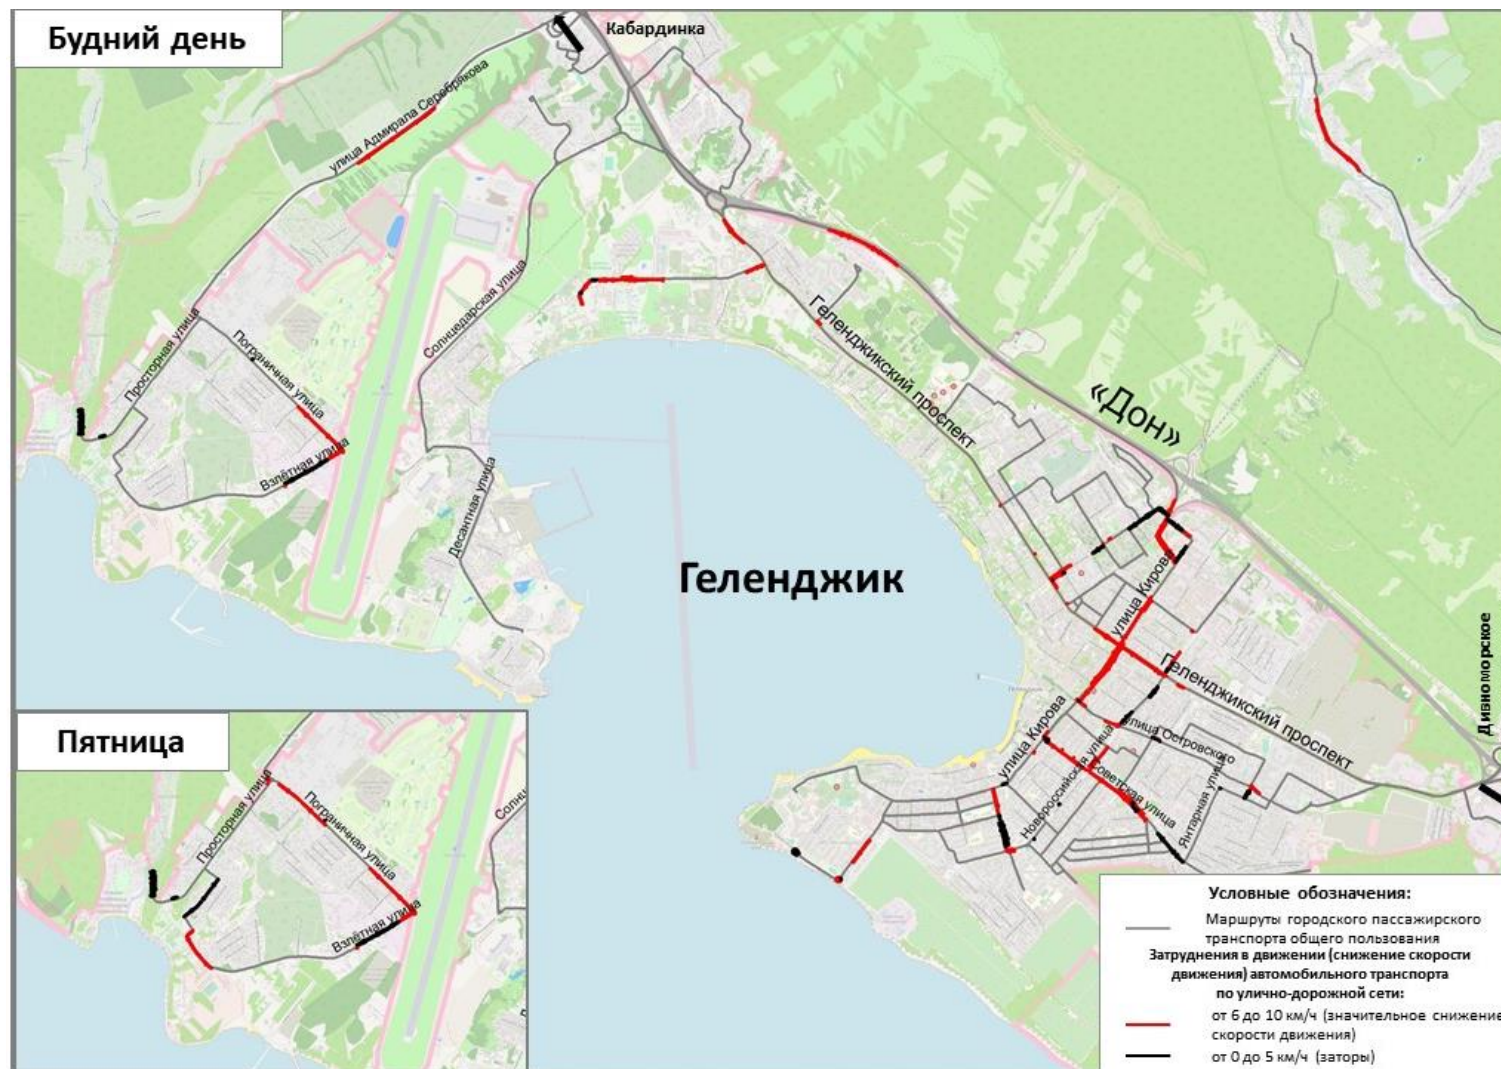 Будний день
Кабардинка
улица Адмирала Серебрякова
Солнцедарская улица
Просторная улица
Пограничная улица
Взлётная улица
Десантная улица
Геленджикский проспект
«Дон»
Геленджик
улица Кирова
Геленджикский проспект
Дивноморское
улица Кирова
улица Островского
Новороссийская улица
Советская улица
Янтарная улица
Пятница
Просторная улица
Пограничная улица
Взлётная улица
Солнц
Условные обозначения:
Маршруты городского пассажирского
транспорта общего пользования
Затруднения в движении (снижение скорости
движения) автомобильного транспорта
по улично-дорожной сети:
от 6 до 10 км/ч (значительное снижение
скорости движения)
от 0 до 5 км/ч (заторы)